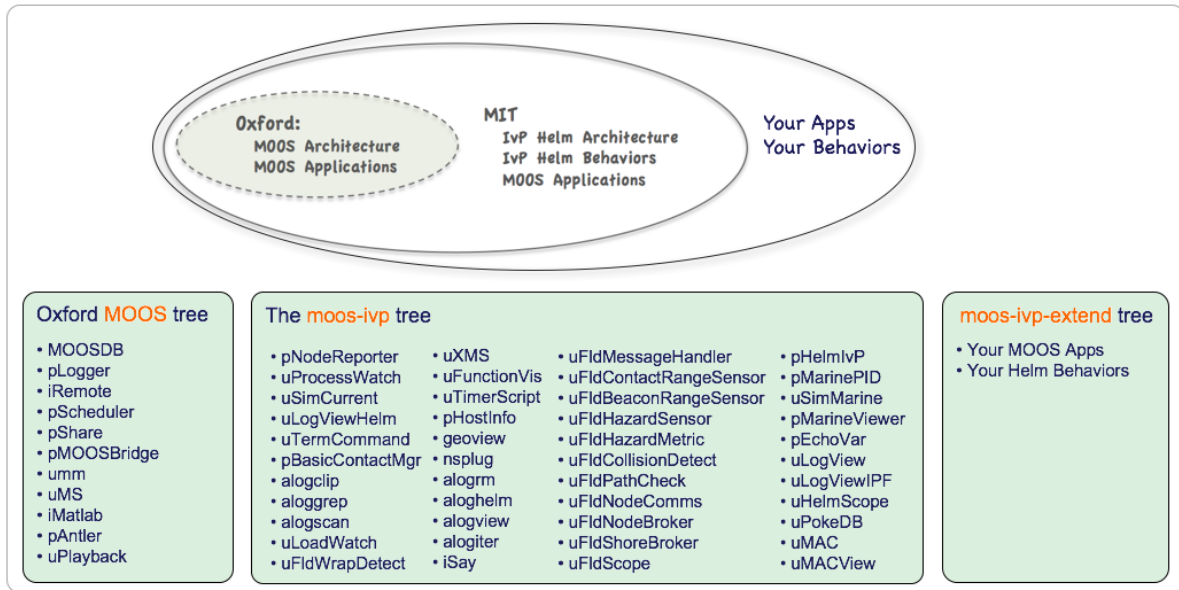 Oxford:
MOOS Architecture
MOOS Applications
MIT
IvP Helm Architecture
IvP Helm Behaviors
MOOS Applications
Your Apps
Your Behaviors
Oxford MOOS tree
• MOOSDB
• pLogger
• iRemote
• pScheduler
• pShare
• pMOOSBridge
• umm
• uMS
• iMatlab
• pAntler
• uPlayback
The moos-ivp tree
• pNodeReporter
• uProcessWatch
• uSimCurrent
• uLogViewHelm
• uTermCommand
• pBasicContactMgr
• alogclip
• aloggrep
• alogscan
• uLoadWatch
• uFldWrapDetect
• uXMS
• uFunctionVis
• uTimerScript
• pHostInfo
• geoview
• nsplug
• alogrm
• aloghelm
• alogview
• alogiter
• iSay
• uFldMessageHandler
• uFldContactRangeSensor
• uFldBeaconRangeSensor
• uFldHazardSensor
• uFldHazardMetric
• uFldCollisionDetect
• uFldPathCheck
• uFldNodeComms
• uFldNodeBroker
• uFldShoreBroker
• uFldScope
• pHelmIvP
• pMarinePID
• uSimMarine
• pMarineViewer
• pEchoVar
• uLogView
• uLogViewIPF
• uHelmScope
• uPokeDB
• uMAC
• uMACView
moos-ivp-extend tree
• Your MOOS Apps
• Your Helm Behaviors